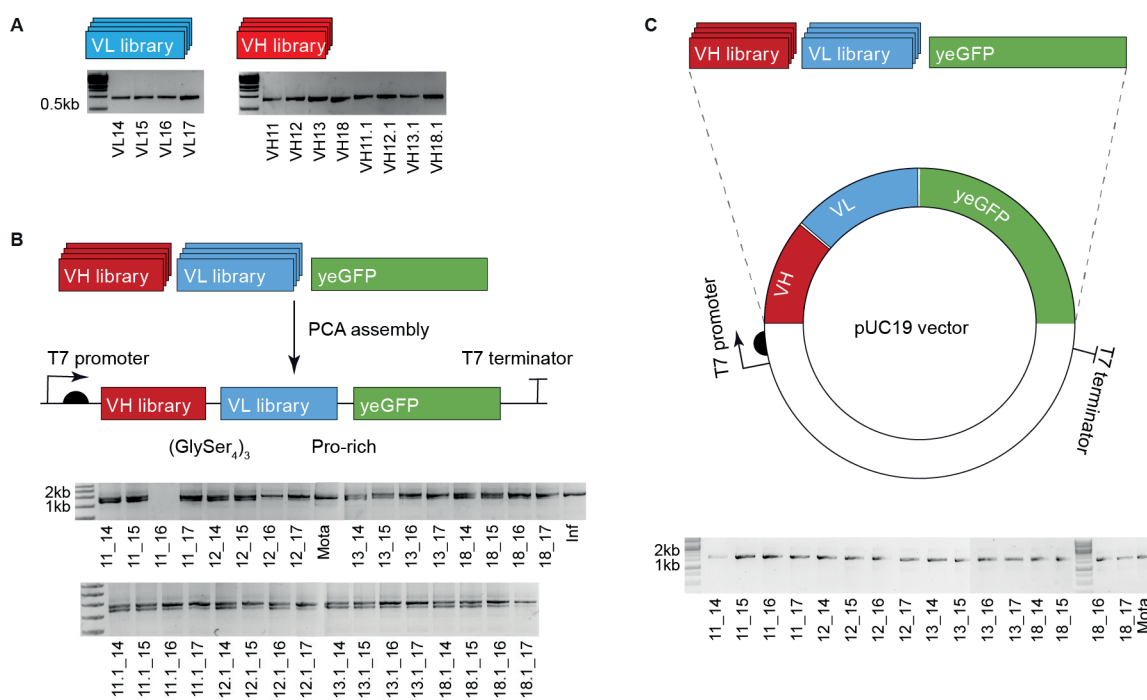 A
VL library
VH library
0.5kb
VL14
VL15
VL16
VL17
VH11
VH12
VH13
VH18
VH11.1
VH12.1
VH13.1
VH18.1
B
VH library
VL library
yeGFP
PCA assembly
T7 promoter
T7 terminator
VH library
VL library
yeGFP
(GlySer4)3
Pro-rich
2kb
1kb
11_14
11_15
11_16
11_17
12_14
12_15
12_16
12_17
Mota
13_14
13_15
13_16
13_17
18_14
18_15
18_16
18_17
Inf
11.1_14
11.1_15
11.1_16
11.1_17
12.1_14
12.1_15
12.1_16
12.1_17
13.1_14
13.1_15
13.1_16
13.1_17
18.1_14
18.1_15
18.1_16
18.1_17
C
VH library
VL library
yeGFP
VH
VL
yeGFP
T7 promoter
pUC19 vector
T7 terminator
2kb
1kb
11_14
11_15
11_16
11_17
12_14
12_15
12_16
12_17
13_14
13_15
13_16
13_17
18_14
18_15
18_16
18_17
Mota